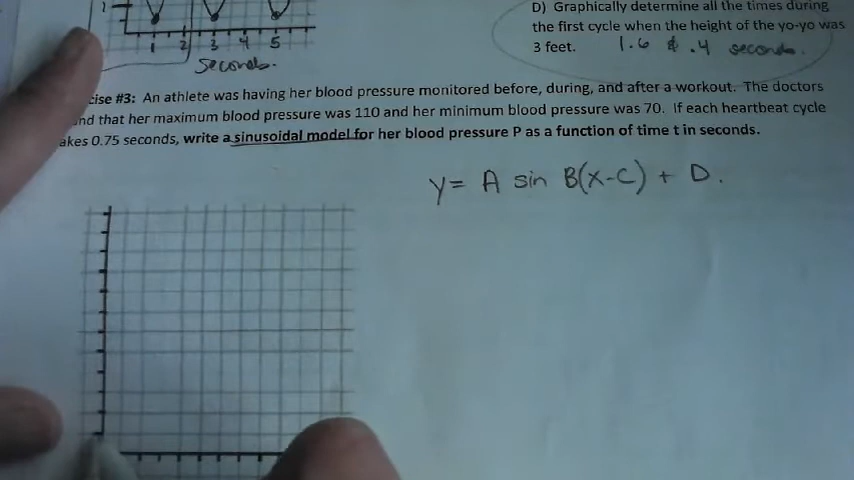 1
1 2 3 4 5
seconds.
D) Graphically determine all the times during
the first cycle when the height of the yo-yo was
3 feet. 1.6 & .4 seconds.
cise #3: An athlete was having her blood pressure monitored before, during, and after a workout. The doctors
nd that her maximum blood pressure was 110 and her minimum blood pressure was 70. If each heartbeat cycle
akes 0.75 seconds, write a sinusoidal model for her blood pressure P as a function of time t in seconds.
y = A sin B(x-C) + D.